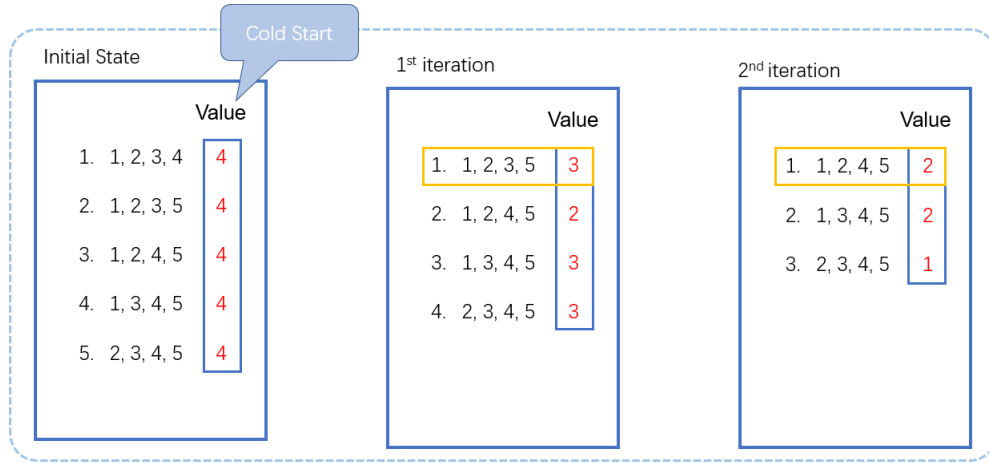 Cold Start
Initial State
Value
1. 1, 2, 3, 4 4
2. 1, 2, 3, 5 4
3. 1, 2, 4, 5 4
4. 1, 3, 4, 5 4
5. 2, 3, 4, 5 4
1st iteration
Value
1. 1, 2, 3, 5 3
2. 1, 2, 4, 5 2
3. 1, 3, 4, 5 3
4. 2, 3, 4, 5 3
2nd iteration
Value
1. 1, 2, 4, 5 2
2. 1, 3, 4, 5 2
3. 2, 3, 4, 5 1